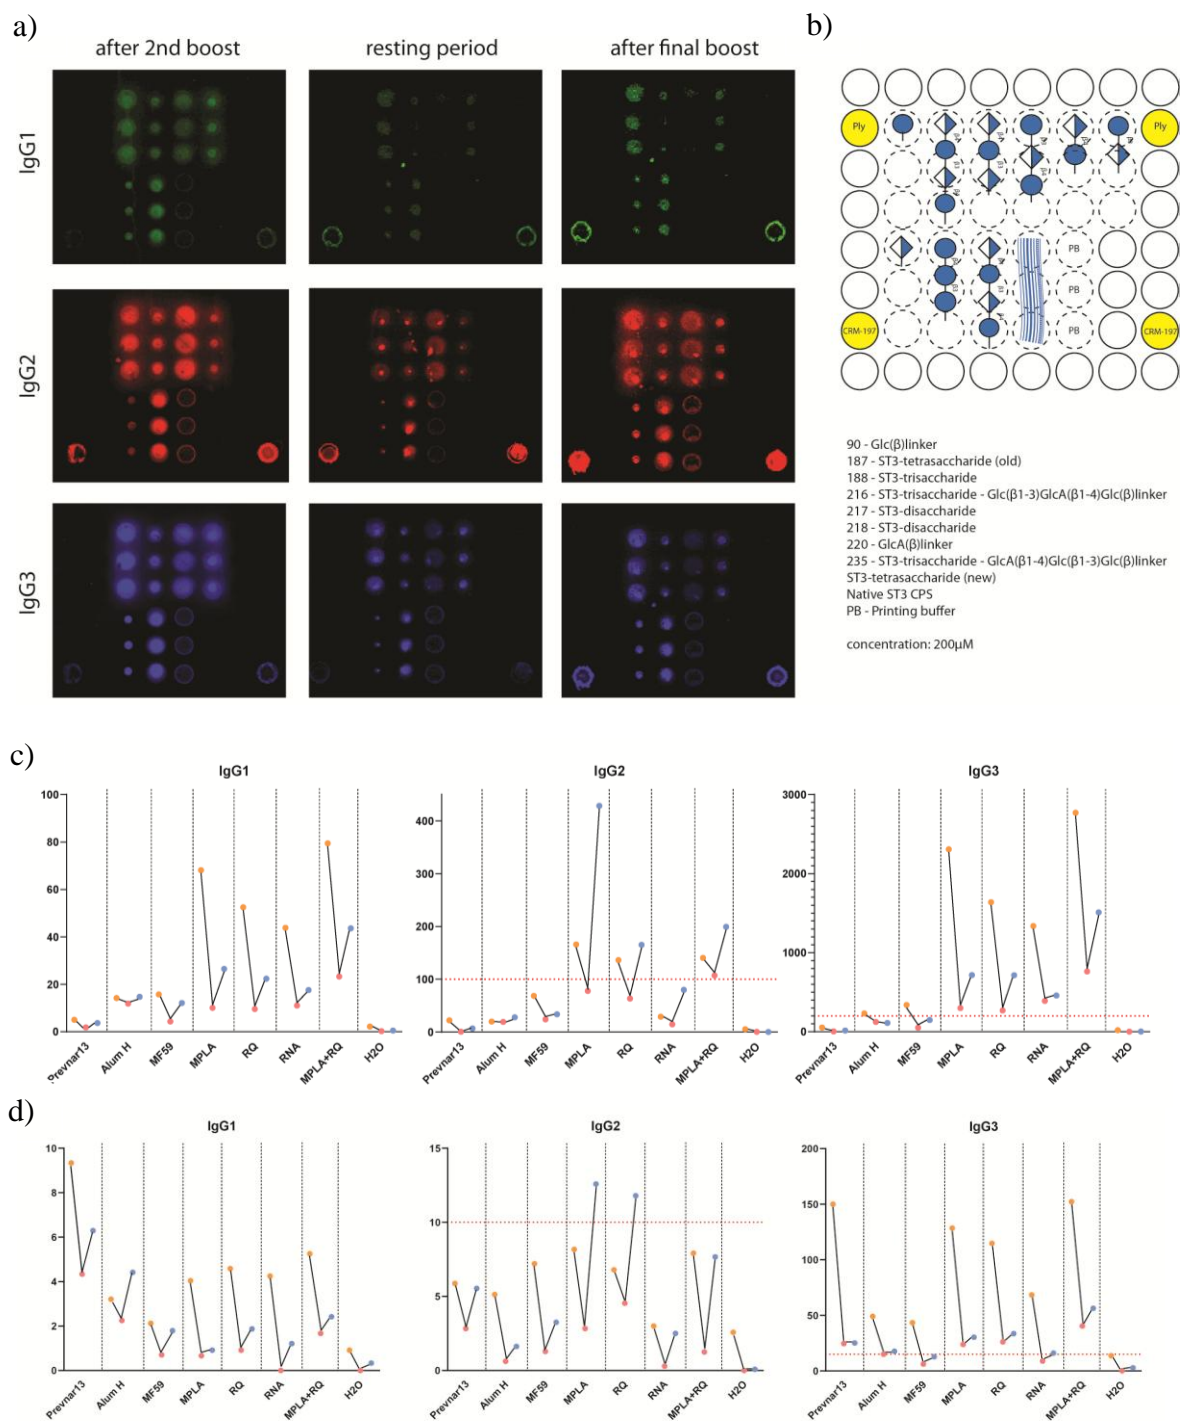 a)
after 2nd boost
resting period
after final boost
b)
IgG1
IgG2
IgG3
Ply
Ply
PB
PB
CRM-197
PB
CRM-197
90 - Glc(β)linker
187 - ST3-tetrasaccharide (old)
188 - ST3-trisaccharide
216 - ST3-trisaccharide - Glc(β1-3)GlcA(β1-4)Glc(β)linker
217 - ST3-disaccharide
218 - ST3-disaccharide
220 - GlcA(β)linker
235 - ST3-trisaccharide - GlcA(β1-4)Glc(β1-3)Glc(β)linker
ST3-tetrasaccharide (new)
Native ST3 CPS
PB - Printing buffer
concentration: 200μM
c)
IgG1
100
80
60
40
20
0
Prevnar13
Alum H
MF59
MPLA
RQ
RNA
MPLA+RQ
H2O
IgG2
400
300
200
100
0
Prevnar13
Alum H
MF59
MPLA
RQ
RNA
MPLA+RQ
H2O
IgG3
3000
2000
1000
0
Prevnar13
Alum H
MF59
MPLA
RQ
RNA
MPLA+RQ
H2O
d)
IgG1
10
8
6
4
2
0
Prevnar13
Alum H
MF59
MPLA
RQ
RNA
MPLA+RQ
H2O
IgG2
15
10
5
0
Prevnar13
Alum H
MF59
MPLA
RQ
RNA
MPLA+RQ
H2O
IgG3
200
150
100
50
0
Prevnar13
Alum H
MF59
MPLA
RQ
RNA
MPLA+RQ
H2O